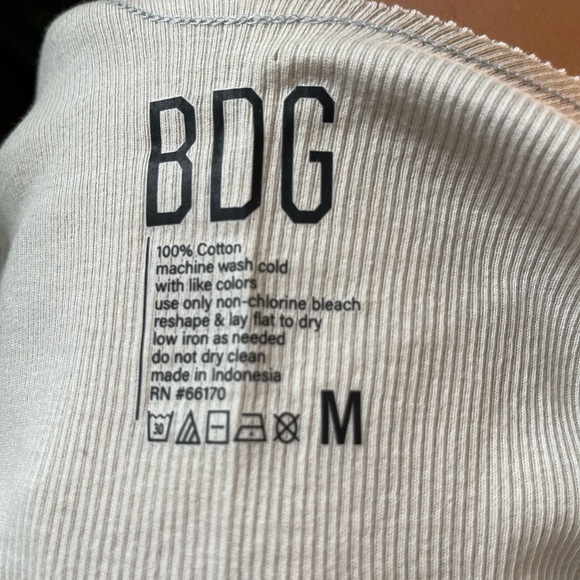 BDG
100% Cotton
machine wash cold
with like colors
use only non-chlorine bleach
reshape & lay flat to dry
low iron as needed
do not dry clean
made in Indonesia
RN #66170
30
M